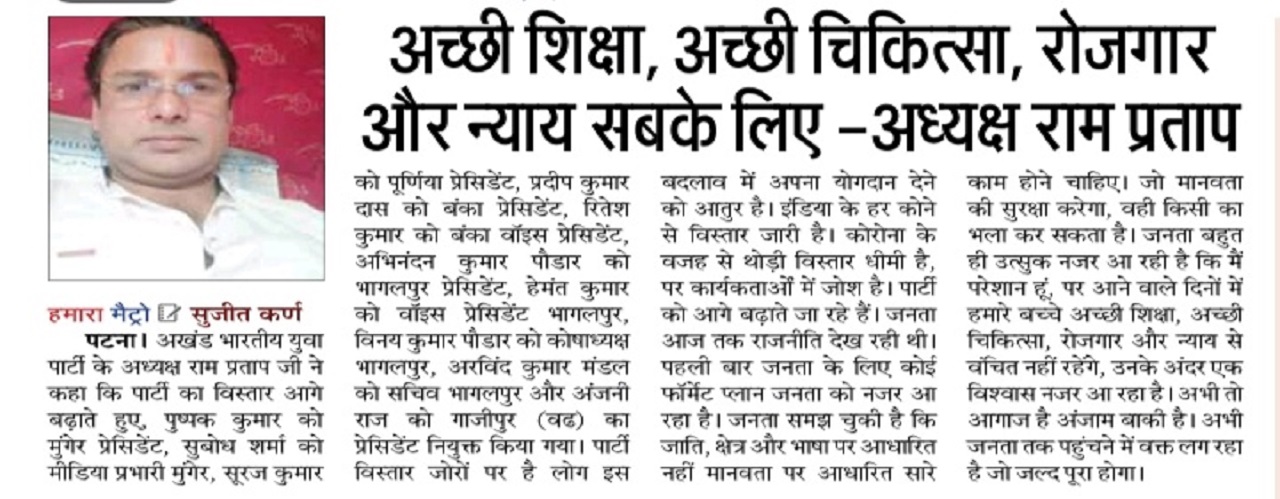 अच्छी शिक्षा, अच्छी चिकित्सा, रोजगार
और न्याय सबके लिए -अध्यक्ष राम प्रताप
हमारा मैट्रो सुजीत कर्ण
पटना। अखंड भारतीय युवा
पार्टी के अध्यक्ष राम प्रताप जी ने
कहा कि पार्टी का विस्तार आगे
बढ़ाते हुए, पुष्पक कुमार को
मुंगेर प्रेसिडेंट, सुबोध शर्मा को
मीडिया प्रभारी मुंगेर, सूरज कुमार
को पूर्णिया प्रेसिडेंट, प्रदीप कुमार
दास को बंका प्रेसिडेंट, रितेश
कुमार को बंका वॉइस प्रेसिडेंट,
अभिनंदन कुमार पौडार को
भागलपुर प्रेसिडेंट, हेमंत कुमार
को वॉइस प्रेसिडेंट भागलपुर,
विनय कुमार पौडार को कोषाध्यक्ष
भागलपुर, अरविंद कुमार मंडल
को सचिव भागलपुर और अंजनी
राज को गाजीपुर (वढ) का
प्रेसिडेंट नियुक्त किया गया। पार्टी
विस्तार जोरों पर है लोग इस
बदलाव में अपना योगदान देने
को आतुर है। इंडिया के हर कोने
से विस्तार जारी है। कोरोना के
वजह से थोड़ी विस्तार धीमी है,
पर कार्यकताओं में जोश है। पार्टी
को आगे बढ़ाते जा रहे हैं। जनता
आज तक राजनीति देख रही थी।
पहली बार जनता के लिए कोई
फॉर्मेट प्लान जनता को नजर आ
रहा है। जनता समझ चुकी है कि
जाति, क्षेत्र और भाषा पर आधारित
नहीं मानवता पर आधारित सारे
काम होने चाहिए। जो मानवता
की सुरक्षा करेगा, वही किसी का
भला कर सकता है। जनता बहुत
ही उत्सुक नजर आ रही है कि मैं
परेशान हूं, पर आने वाले दिनों में
हमारे बच्चे अच्छी शिक्षा, अच्छी
चिकित्सा, रोजगार और न्याय से
वंचित नहीं रहेंगे, उनके अंदर एक
विश्वास नजर आ रहा है। अभी तो
आगाज है अंजाम बाकी है। अभी
जनता तक पहुंचने में वक्त लग रहा
है जो जल्द पूरा होगा।